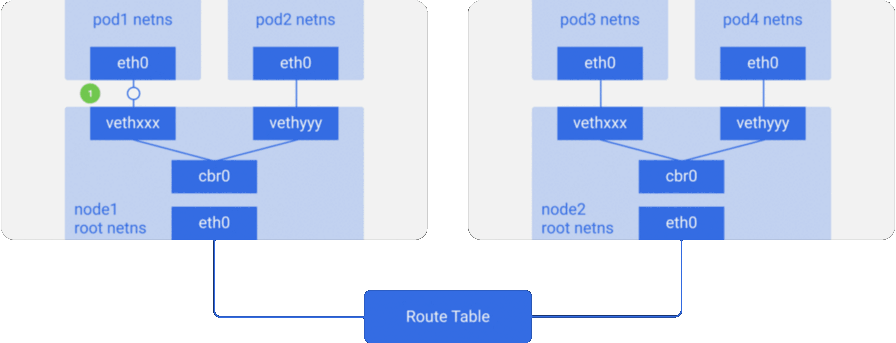 pod1 netns
pod2 netns
eth0
eth0
1
vethxxx
vethyyy
cbr0
node1
root netns
eth0
pod3 netns
pod4 netns
eth0
eth0
vethxxx
vethyyy
cbr0
node2
root netns
eth0
Route Table